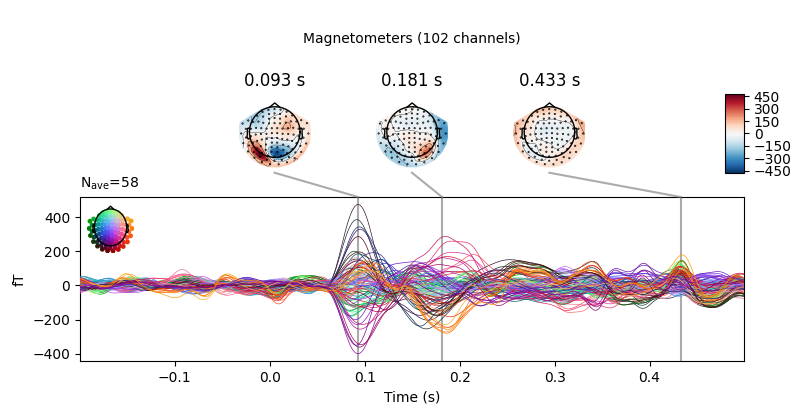 Magnetometers (102 channels)
0.093 s 0.181 s 0.433 s
450
300
150
0
−150
−300
−450
Nave=58
400
200
0
−200
−400
fT
−0.1 0.0 0.1 0.2 0.3 0.4
Time (s)